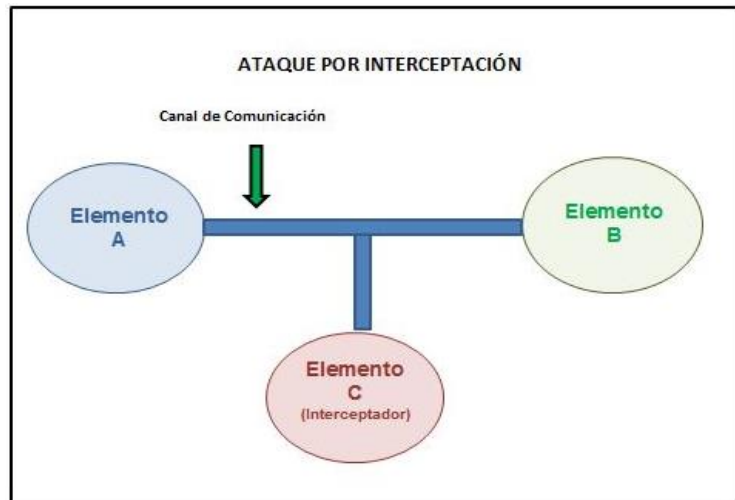 ATAQUE POR INTERCEPTACIÓN
Canal de Comunicación
Elemento
A
Elemento
B
Elemento
C
(Interceptador)